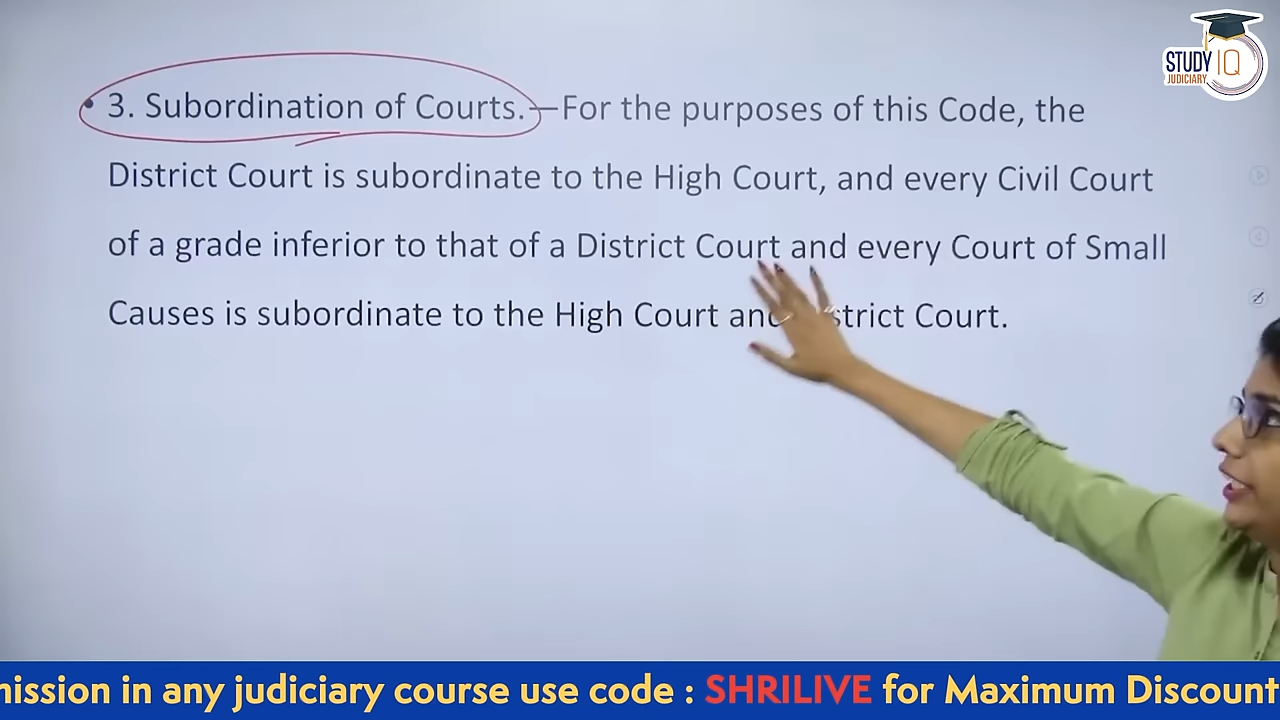 STUDY IQ
JUDICIARY
• 3. Subordination of Courts.—For the purposes of this Code, the
District Court is subordinate to the High Court, and every Civil Court
of a grade inferior to that of a District Court and every Court of Small
Causes is subordinate to the High Court and District Court.
mission in any judiciary course use code : SHRILIVE for Maximum Discount